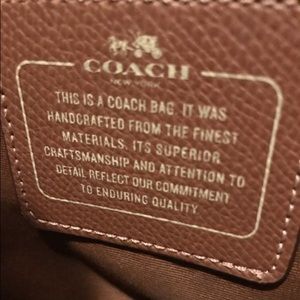 COACH
NEW YORK
THIS IS A COACH BAG. IT WAS
HANDCRAFTED FROM THE FINEST
MATERIALS. ITS SUPERIOR
CRAFTSMANSHIP AND ATTENTION TO
DETAIL REFLECT OUR COMMITMENT
TO ENDURING QUALITY